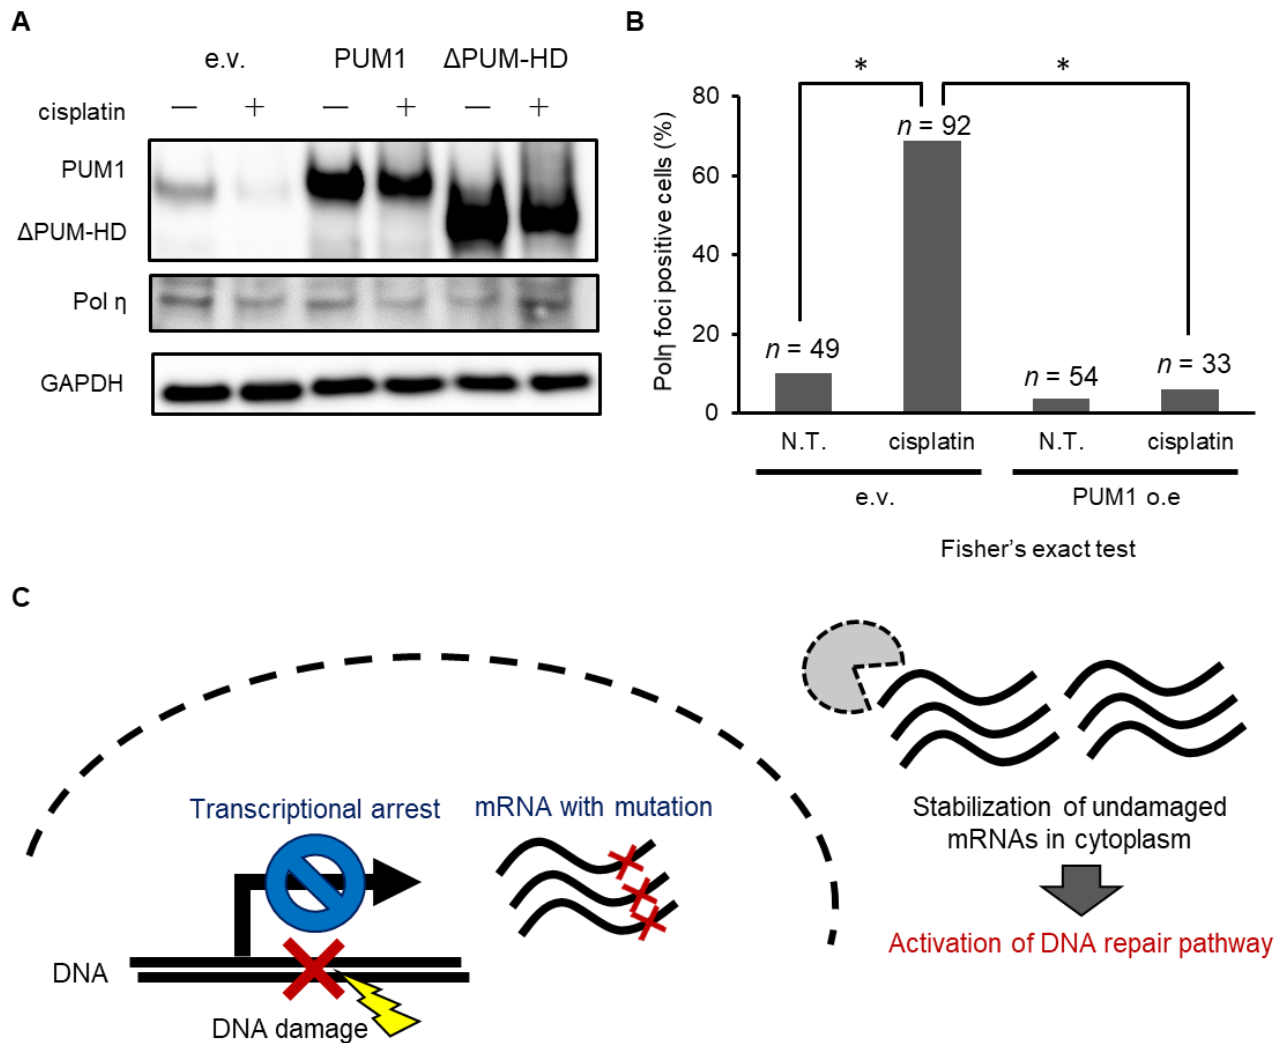 A
e.v. PUM1 ΔPUM-HD
cisplatin — + — + — +
PUM1
ΔPUM-HD
Pol η
GAPDH
B
* *
Polη foci positive cells (%)
80
60
40
20
0
n = 49
n = 92
n = 54
n = 33
N.T. cisplatin N.T. cisplatin
e.v. PUM1 o.e
Fisher's exact test
C
Transcriptional arrest
mRNA with mutation
DNA
DNA damage
Stabilization of undamaged
mRNAs in cytoplasm
Activation of DNA repair pathway